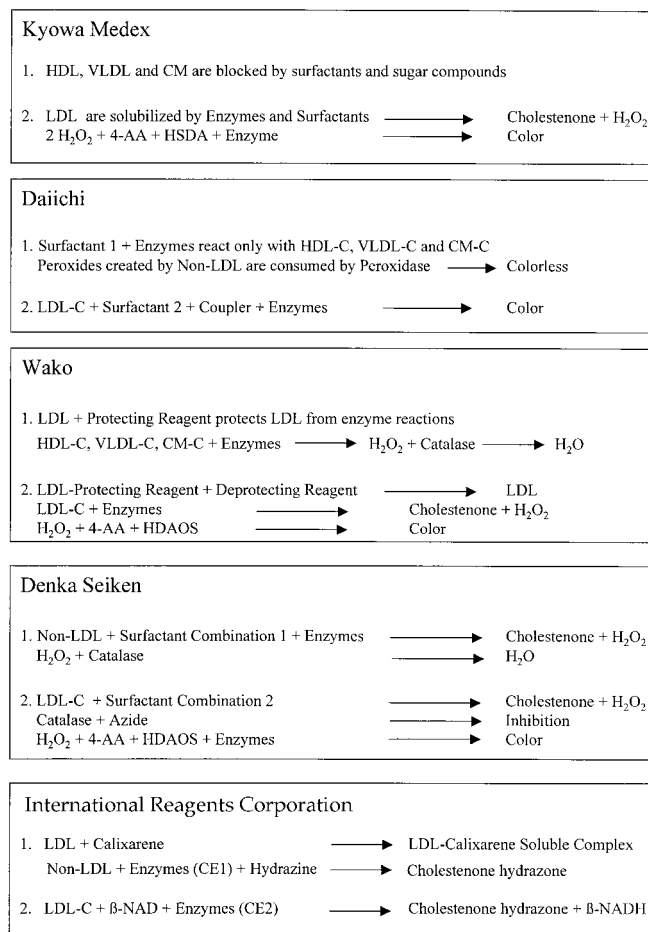 Kyowa Medex
1. HDL, VLDL and CM are blocked by surfactants and sugar compounds
2. LDL are solubilized by Enzymes and Surfactants → Cholestenone + H₂O₂
2 H₂O₂ + 4-AA + HSDA + Enzyme → Color
Daiichi
1. Surfactant 1 + Enzymes react only with HDL-C, VLDL-C and CM-C
Peroxides created by Non-LDL are consumed by Peroxidase → Colorless
2. LDL-C + Surfactant 2 + Coupler + Enzymes → Color
Wako
1. LDL + Protecting Reagent protects LDL from enzyme reactions
HDL-C, VLDL-C, CM-C + Enzymes → H₂O₂ + Catalase → H₂O
2. LDL-Protecting Reagent + Deprotecting Reagent → LDL
LDL-C + Enzymes → Cholestenone + H₂O₂
H₂O₂ + 4-AA + HDAOS → Color
Denka Seiken
1. Non-LDL + Surfactant Combination 1 + Enzymes → Cholestenone + H₂O₂
H₂O₂ + Catalase → H₂O
2. LDL-C + Surfactant Combination 2 → Cholestenone + H₂O₂
Catalase + Azide → Inhibition
H₂O₂ + 4-AA + HDAOS + Enzymes → Color
International Reagents Corporation
1. LDL + Calixarene → LDL-Calixarene Soluble Complex
Non-LDL + Enzymes (CE1) + Hydrazine → Cholestenone hydrazone
2. LDL-C + ß-NAD + Enzymes (CE2) → Cholestenone hydrazone + ß-NADH